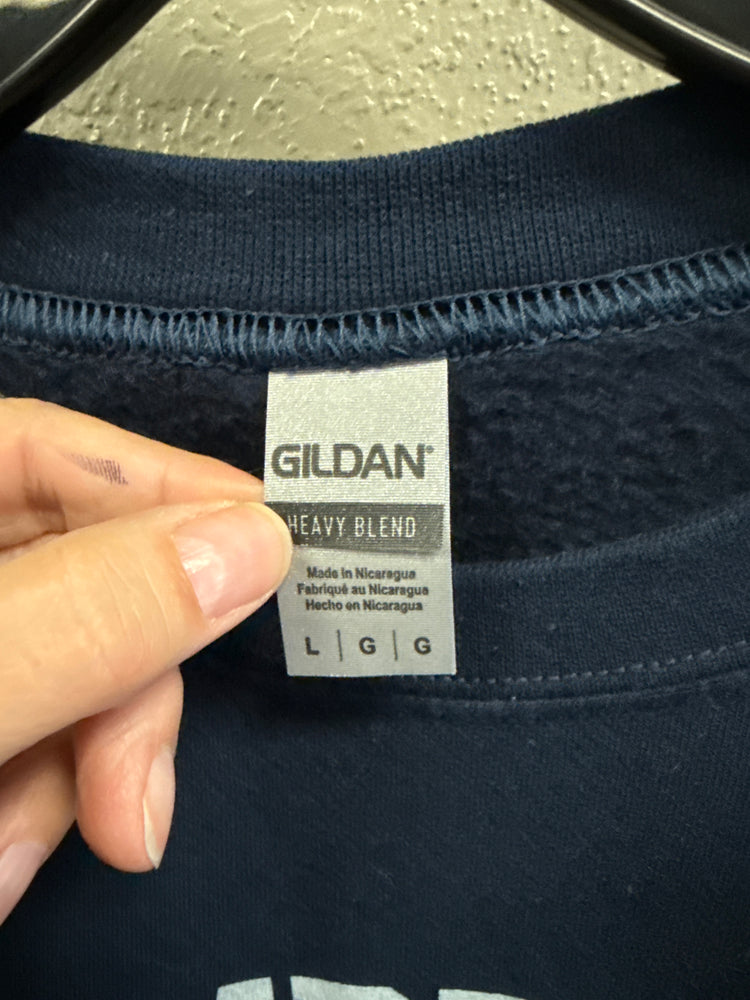 GILDAN®
HEAVY BLEND
Made in Nicaragua
Fabriqué au Nicaragua
Hecho en Nicaragua
L | G | G